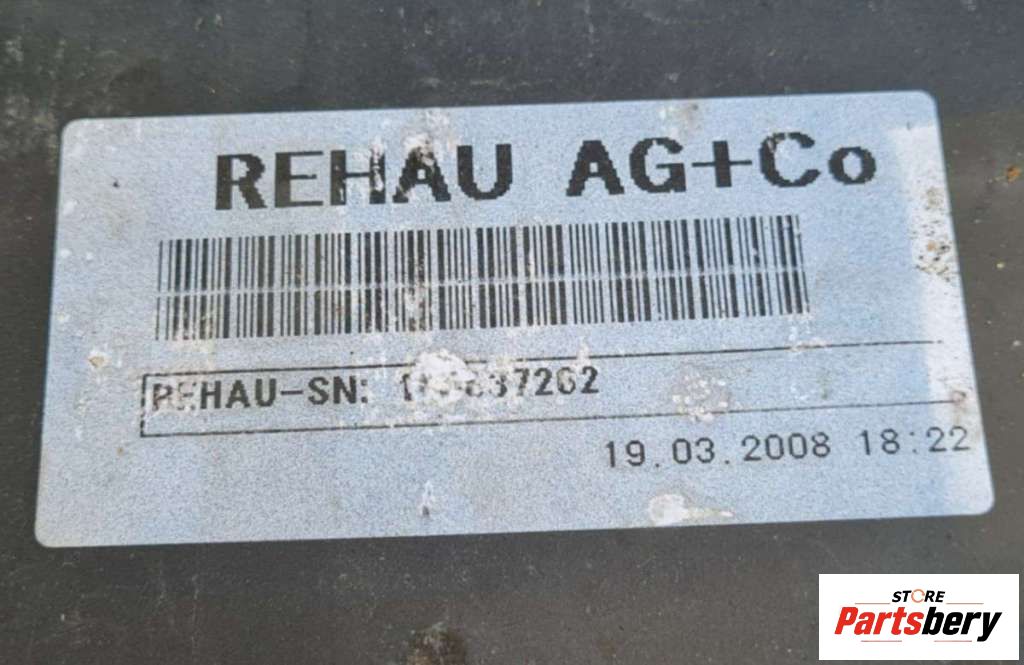 REHAU AG+Co
REHAU-SN:
19.03.2008 18:22
STORE
Partsbery